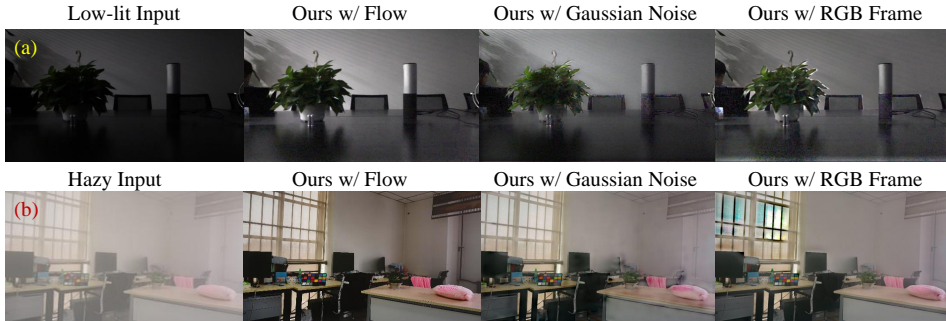 Low-lit Input Ours w/ Flow Ours w/ Gaussian Noise Ours w/ RGB Frame
(a)
Hazy Input Ours w/ Flow Ours w/ Gaussian Noise Ours w/ RGB Frame
(b)